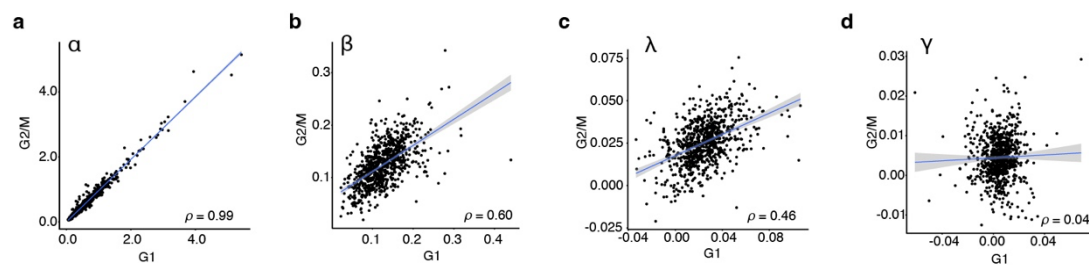 a
α
G2/M
4.0
2.0
0.0
ρ = 0.99
0.0 2.0 4.0
G1
b
β
G2/M
0.3
0.2
0.1
ρ = 0.60
0.1 0.2 0.3 0.4
G1
c
λ
G2/M
0.075
0.050
0.025
0.000
-0.025
ρ = 0.46
-0.04 0.00 0.04 0.08
G1
d
γ
G2/M
0.03
0.02
0.01
0.00
-0.01
ρ = 0.04
-0.04 0.00 0.04
G1